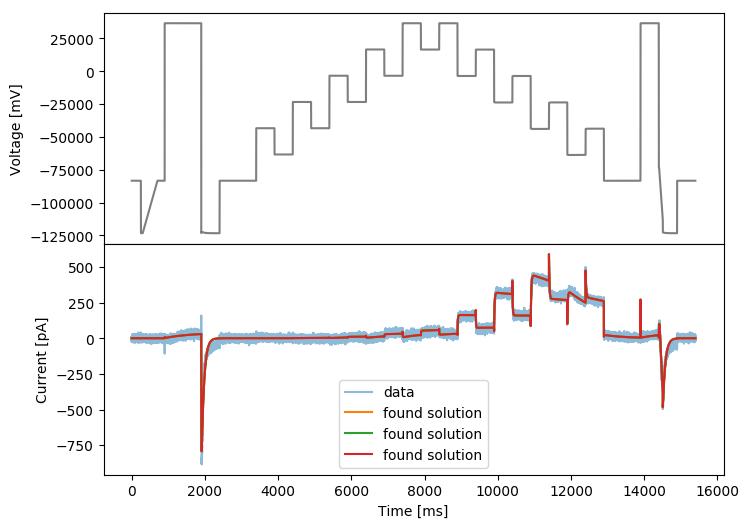 Voltage [mV]
25000
0
−25000
−50000
−75000
−100000
−125000
Current [pA]
500
250
0
−250
−500
−750
data
found solution
found solution
found solution
0 2000 4000 6000 8000 10000 12000 14000 16000
Time [ms]